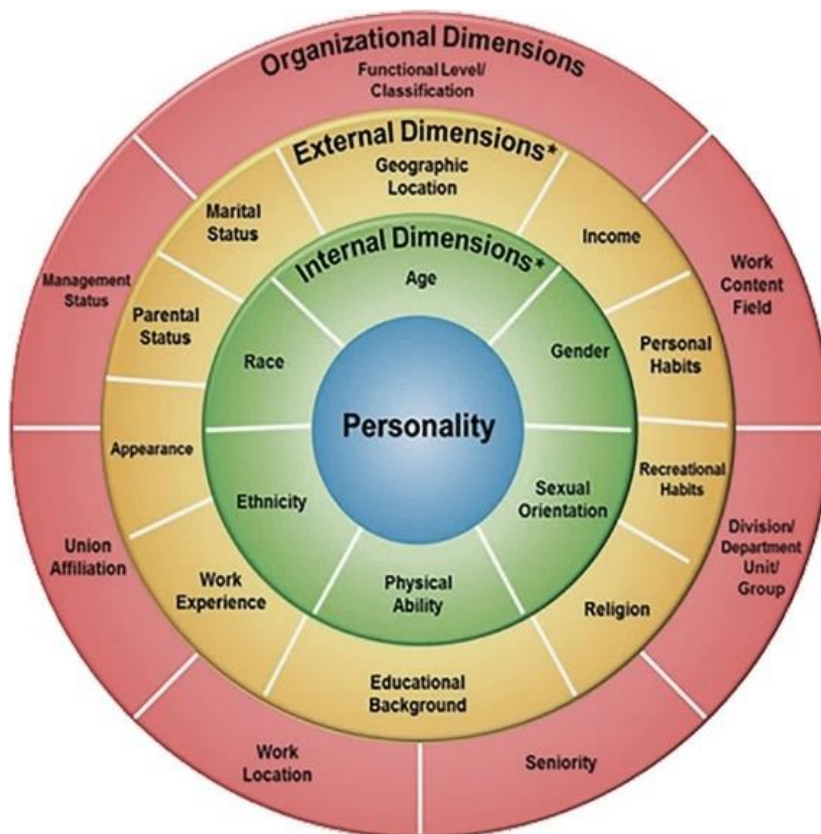 Organizational Dimensions
Functional Level/
Classification
External Dimensions*
Geographic
Location
Marital
Status
Income
Internal Dimensions*
Age
Management
Status
Work
Content
Field
Parental
Status
Personal
Habits
Race
Gender
Personality
Appearance
Recreational
Habits
Ethnicity
Sexual
Orientation
Union
Affiliation
Division/
Department
Unit/
Group
Work
Experience
Physical
Ability
Religion
Educational
Background
Work
Location
Seniority